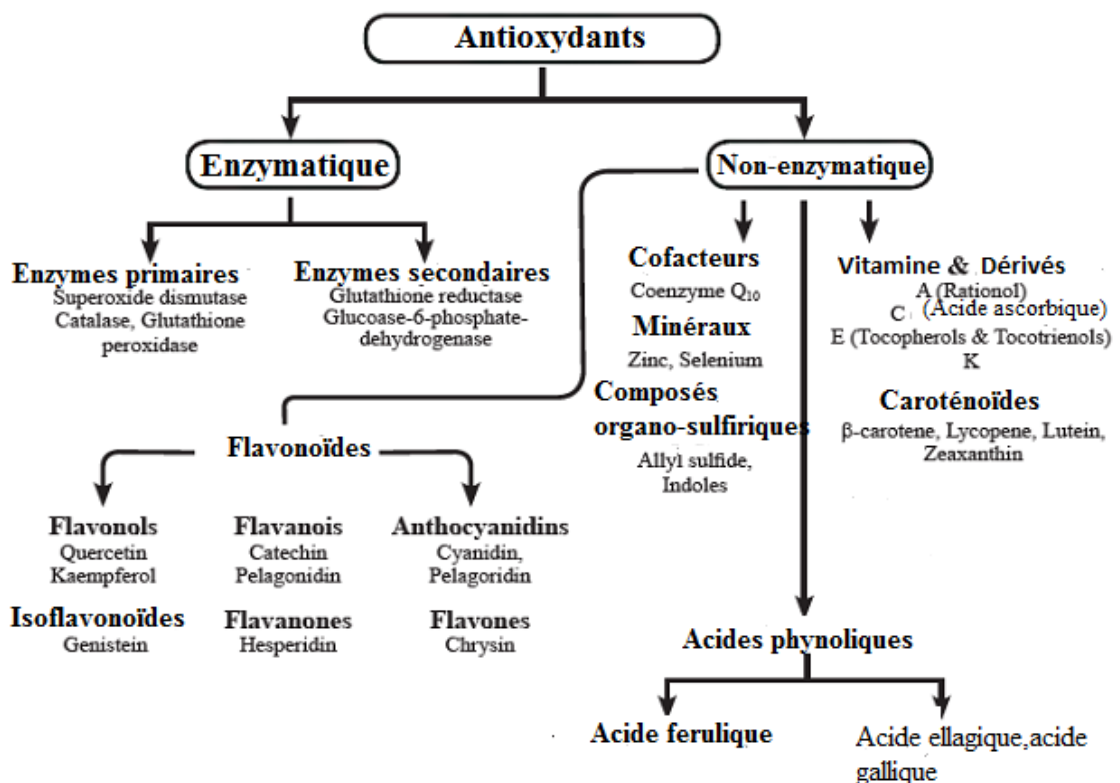 Antioxydants
Enzymatique
Non-enzymatique
Enzymes primaires
Superoxide dismutase
Catalase, Glutathione
peroxidase
Enzymes secondaires
Glutathione reductase
Glucoase-6-phosphate-
dehydrogenase
Cofacteurs
Coenzyme Q10
Minéraux
Zinc, Selenium
Composés
organo-sulfiriques
Allyl sulfide,
Indoles
Vitamine & Dérivés
A (Rationol)
C (Acide ascorbique)
E (Tocopherols & Tocotrienols)
K
Caroténoïdes
β-carotene, Lycopene, Lutein,
Zeaxanthin
Flavonoïdes
Flavonols
Quercetin
Kaempferol
Flavanois
Catechin
Pelagonidin
Anthocyanidins
Cyanidin,
Pelagoridin
Isoflavonoïdes
Genistein
Flavanones
Hesperidin
Flavones
Chrysin
Acides phynoliques
Acide ferulique
Acide ellagique,acide
gallique